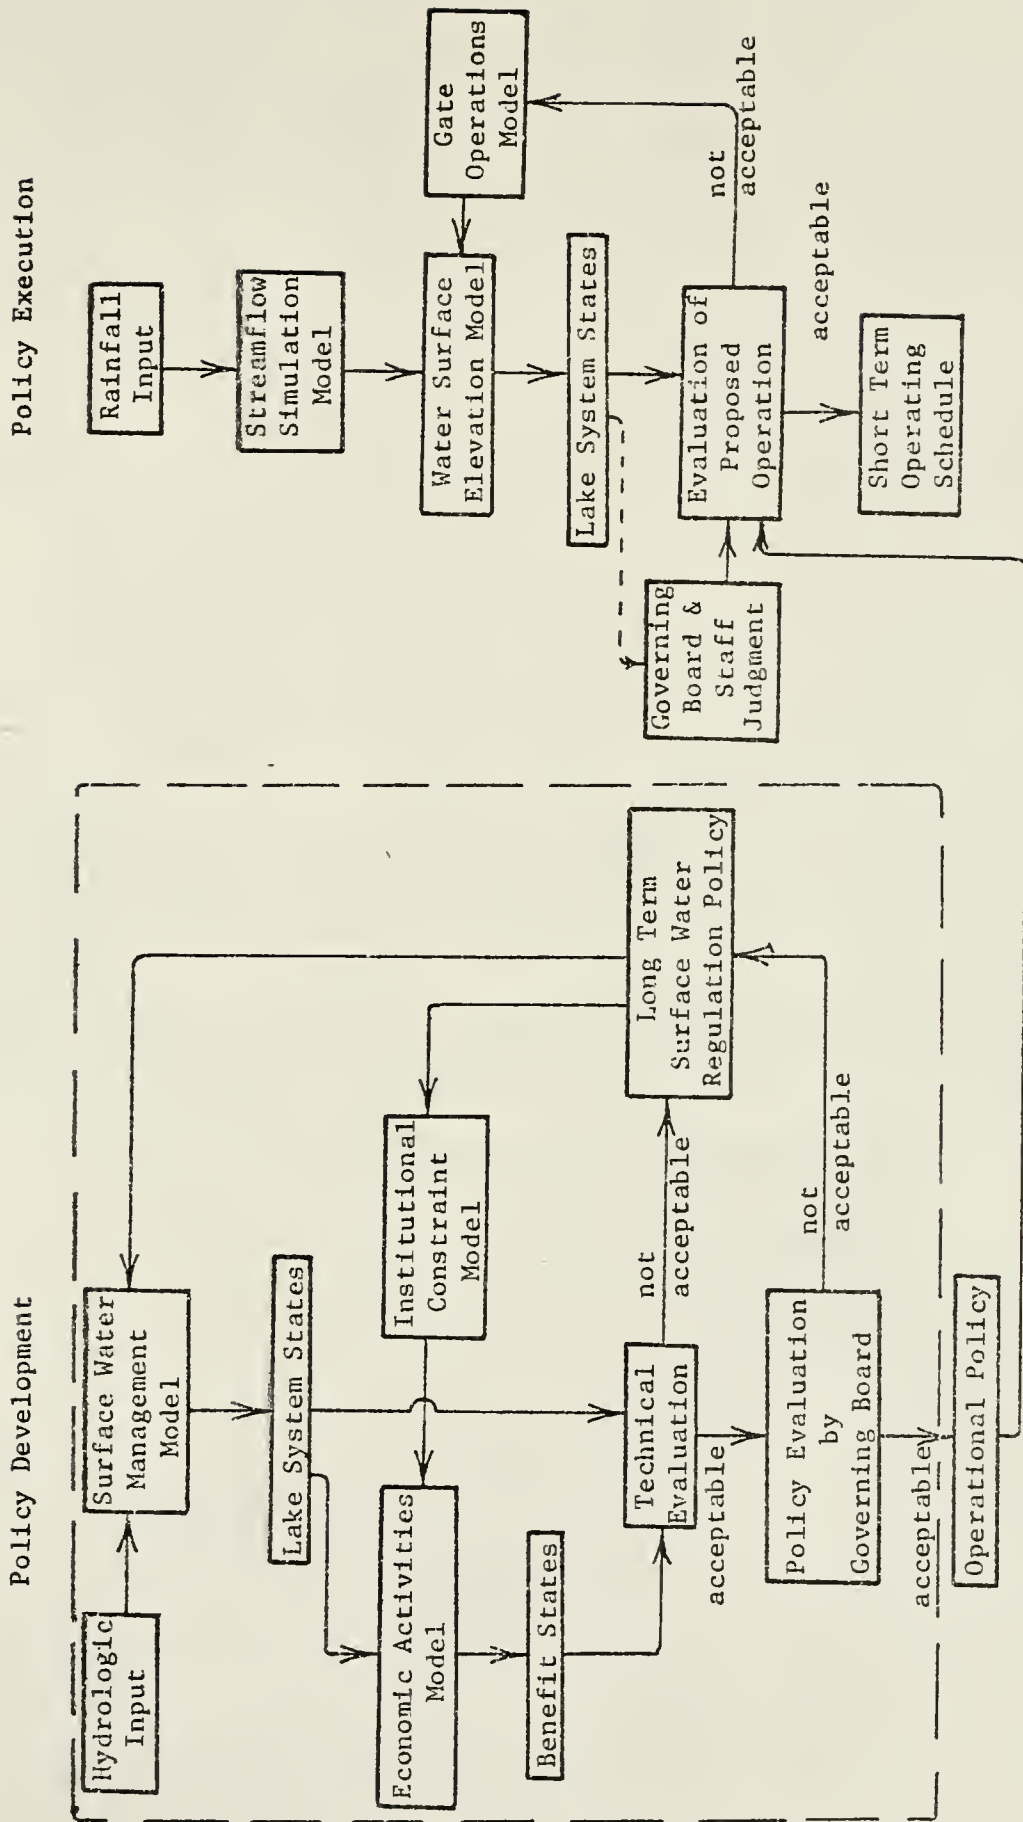 Policy Development
Hydrologic
Input
Surface Water
Management
Model
Lake System States
Economic Activities
Model
Institutional
Constraint
Model
Benefit States
Technical
Evaluation
not
acceptable
Long Term
Surface Water
Regulation Policy
acceptable
Policy Evaluation
by
Governing Board
not
acceptable
acceptable
Operational Policy
Policy Execution
Rainfall
Input
Streamflow
Simulation
Model
Gate
Operations
Model
Water Surface
Elevation Model
Lake System States
Governing
Board &
Staff
Judgment
Evaluation of
Proposed
Operation
not
acceptable
acceptable
Short Term
Operating
Schedule